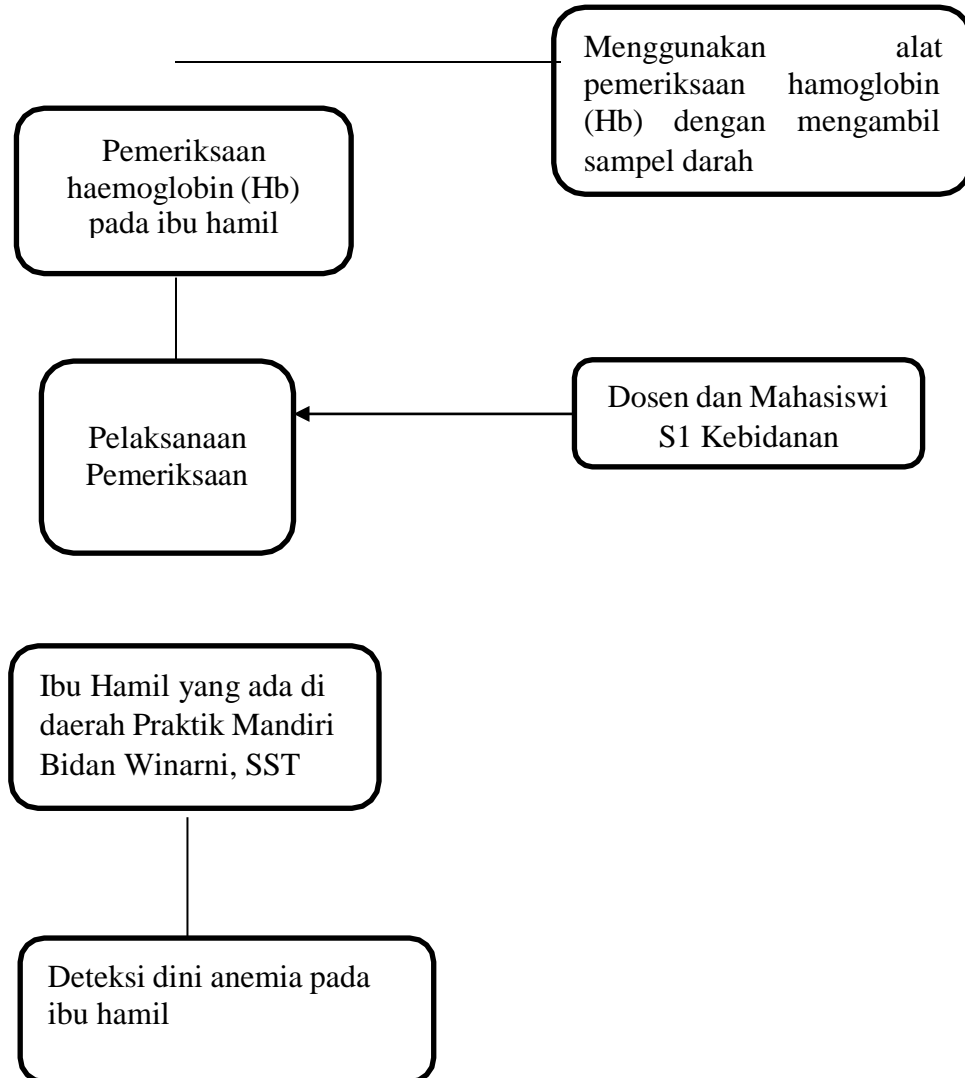 Menggunakan alat
pemeriksaan hamoglobin
(Hb) dengan mengambil
sampel darah
Pemeriksaan
haemoglobin (Hb)
pada ibu hamil
Pelaksanaan
Pemeriksaan
Dosen dan Mahasiswi
S1 Kebidanan
Ibu Hamil yang ada di
daerah Praktik Mandiri
Bidan Winarni, SST
Deteksi dini anemia pada
ibu hamil